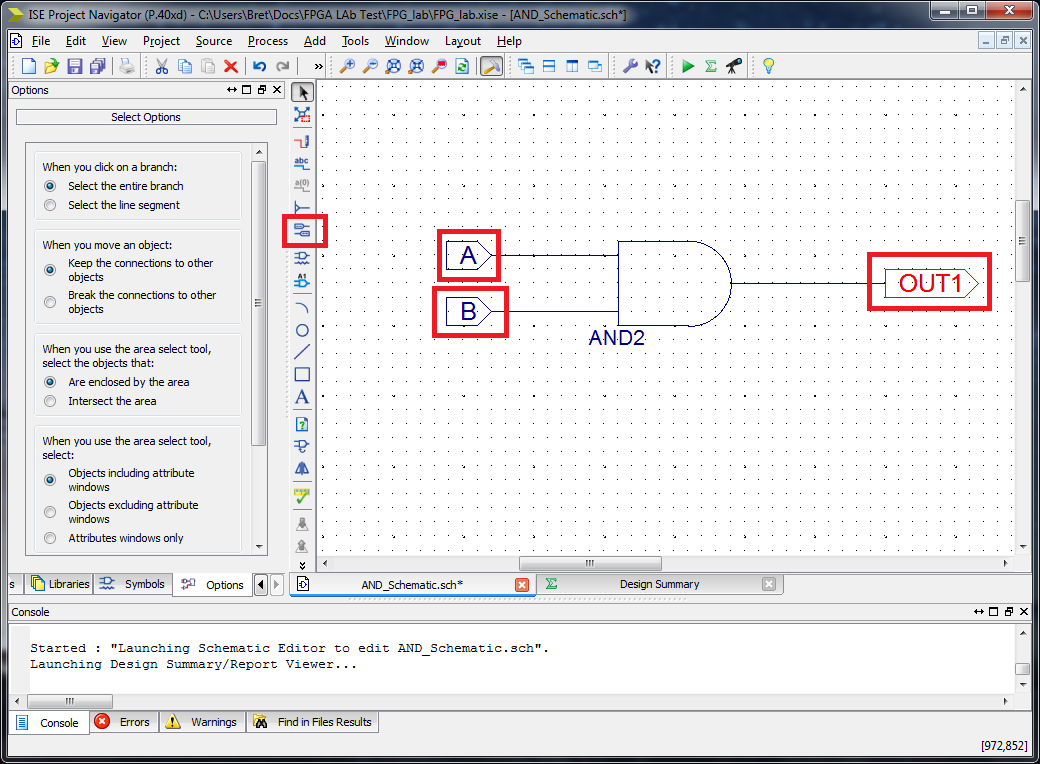 ISE Project Navigator (P.40xd) - C:\Users\Bret\Docs\FPGA LAb Test\FPG_lab\FPG_lab.xise - [AND_Schematic.sch*]
File Edit View Project Source Process Add Tools Window Layout Help
»
Options
Select Options
When you click on a branch:
Select the entire branch
Select the line segment
When you move an object:
Keep the connections to other
objects
Break the connections to other
objects
When you use the area select tool,
select the objects that:
Are enclosed by the area
Intersect the area
When you use the area select tool,
select:
Objects including attribute
windows
Objects excluding attribute
windows
Attributes windows only
abc
a(0)
A1
A
A
B
AND2
OUT1
s Libraries Symbols Options
AND_Schematic.sch* Design Summary
Console
Started : "Launching Schematic Editor to edit AND_Schematic.sch".
Launching Design Summary/Report Viewer...
Console Errors Warnings Find in Files Results
[972,852]